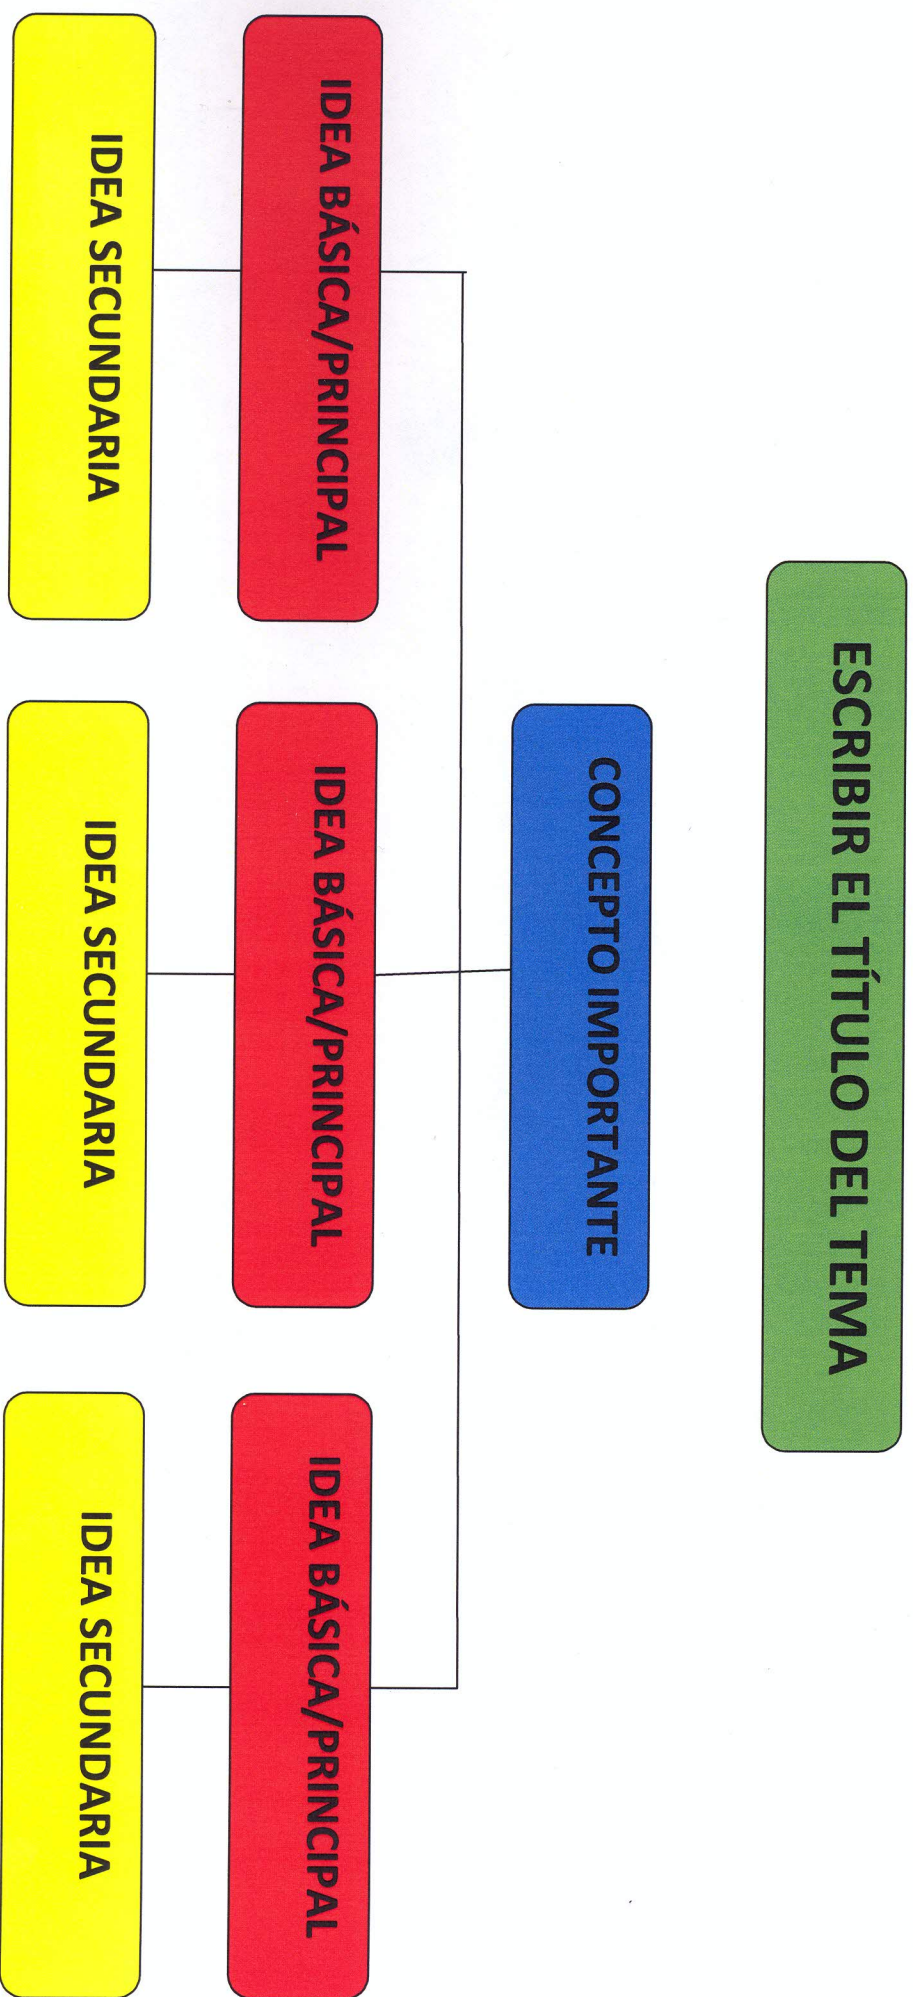 ESCRIBIR EL TÍTULO DEL TEMA
CONCEPTO IMPORTANTE
IDEA BÁSICA/PRINCIPAL
IDEA BÁSICA/PRINCIPAL
IDEA BÁSICA/PRINCIPAL
IDEA SECUNDARIA
IDEA SECUNDARIA
IDEA SECUNDARIA